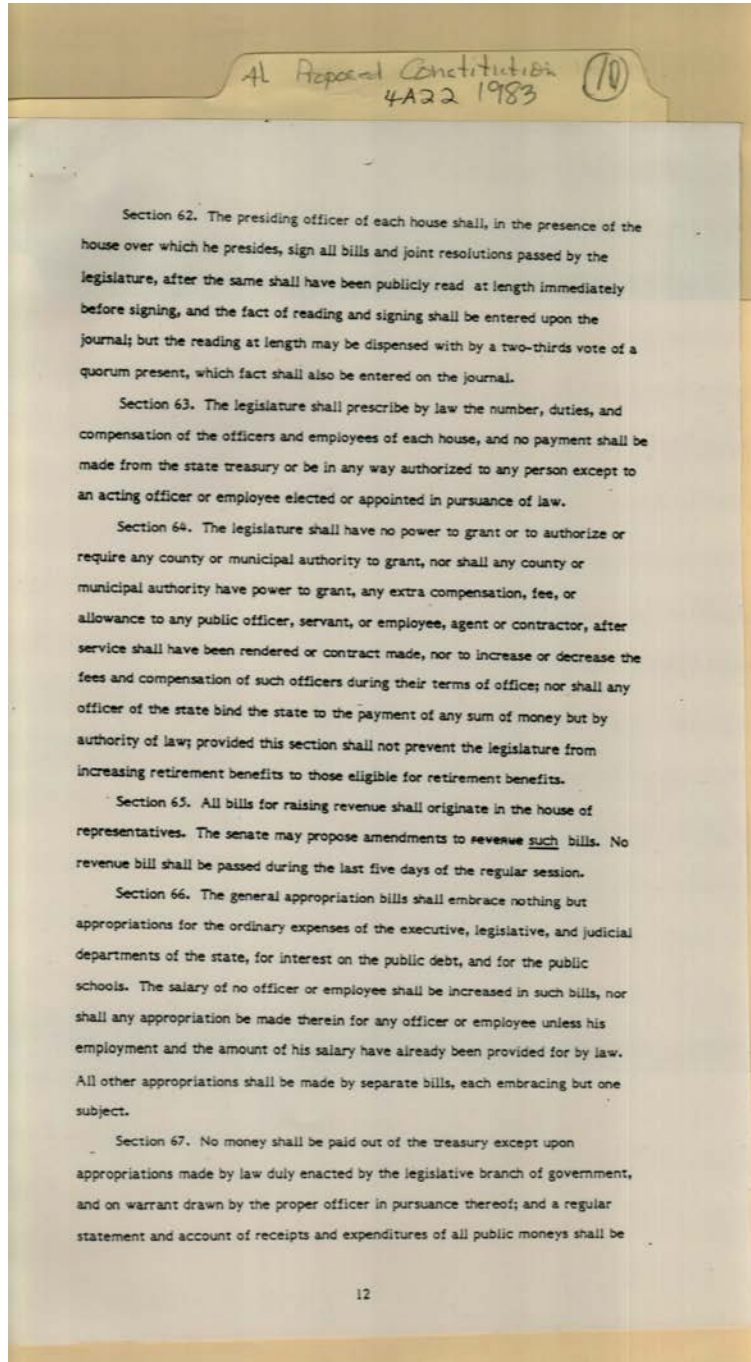 AL Proposed Constitution
4A22 1983
10
Section 62. The presiding officer of each house shall, in the presence of the
house over which he presides, sign all bills and joint resolutions passed by the
legislature, after the same shall have been publicly read at length immediately
before signing, and the fact of reading and signing shall be entered upon the
journal; but the reading at length may be dispensed with by a two-thirds vote of a
quorum present, which fact shall also be entered on the journal.
Section 63. The legislature shall prescribe by law the number, duties, and
compensation of the officers and employees of each house, and no payment shall be
made from the state treasury or be in any way authorized to any person except to
an acting officer or employee elected or appointed in pursuance of law.
Section 64. The legislature shall have no power to grant or to authorize or
require any county or municipal authority to grant, nor shall any county or
municipal authority have power to grant, any extra compensation, fee, or
allowance to any public officer, servant, or employee, agent or contractor, after
service shall have been rendered or contract made, nor to increase or decrease the
fees and compensation of such officers during their terms of office; nor shall any
officer of the state bind the state to the payment of any sum of money but by
authority of law; provided this section shall not prevent the legislature from
increasing retirement benefits to those eligible for retirement benefits.
Section 65. All bills for raising revenue shall originate in the house of
representatives. The senate may propose amendments to revenue such bills. No
revenue bill shall be passed during the last five days of the regular session.
Section 66. The general appropriation bills shall embrace nothing but
appropriations for the ordinary expenses of the executive, legislative, and judicial
departments of the state, for interest on the public debt, and for the public
schools. The salary of no officer or employee shall be increased in such bills, nor
shall any appropriation be made therein for any officer or employee unless his
employment and the amount of his salary have already been provided for by law.
All other appropriations shall be made by separate bills, each embracing but one
subject.
Section 67. No money shall be paid out of the treasury except upon
appropriations made by law duly enacted by the legislative branch of government,
and on warrant drawn by the proper officer in pursuance thereof; and a regular
statement and account of receipts and expenditures of all public moneys shall be
12